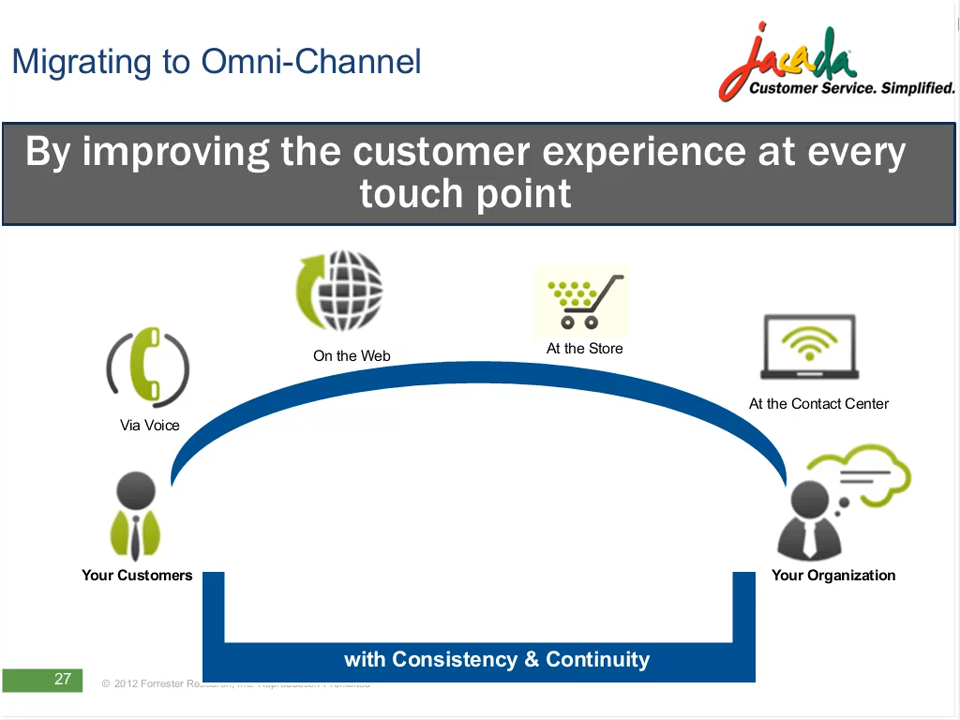 Migrating to Omni-Channel
jacada
Customer Service. Simplified.
By improving the customer experience at every
touch point
On the Web
At the Store
At the Contact Center
Via Voice
Your Customers
Your Organization
with Consistency & Continuity
27
© 2012 Forrester Research, Inc. Reproduction Prohibited